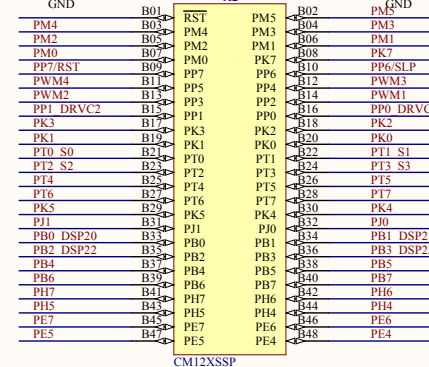 GND GND
B01 RST PM5 B02 PM5
PM4 B03 PM4 PM3 B04 PM3
PM2 B05 PM2 PM1 B06 PM1
PM0 B07 PM0 PK7 B08 PK7
PP7/RST B09 PP7 PP6 B10 PP6/SLP
PWM4 B11 PP5 PP4 B12 PWM3
PWM2 B13 PP3 PP2 B14 PWM1
PP1 DRVC2 B15 PP1 PP0 B16 PP0 DRVC
PK3 B17 PK3 PK2 B18 PK2
PK1 B19 PK1 PK0 B20 PK0
PT0 S0 B21 PT0 PT1 B22 PT1 S1
PT2 S2 B23 PT2 PT3 B24 PT3 S3
PT4 B25 PT4 PT5 B26 PT5
PT6 B27 PT6 PT7 B28 PT7
PK5 B29 PK5 PK4 B30 PK4
PJ1 B31 PJ1 PJ0 B32 PJ0
PB0 DSP20 B33 PB0 PB1 B34 PB1 DSP2
PB2 DSP22 B35 PB2 PB3 B36 PB3 DSP2
PB4 B37 PB4 PB5 B38 PB5
PB6 B39 PB6 PB7 B40 PB7
PH7 B41 PH7 PH6 B42 PH6
PH5 B43 PH5 PH4 B44 PH4
PE7 B45 PE7 PE6 B46 PE6
PE5 B47 PE5 PE4 B48 PE4
CM12XSSP